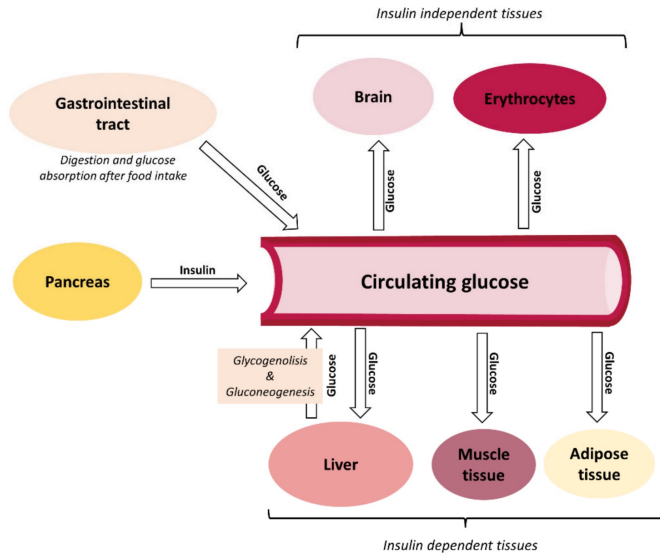 Insulin independent tissues
Gastrointestinal
tract
Brain
Erythrocytes
Digestion and glucose
absorption after food intake
Glucose
Glucose
Glucose
Pancreas
Insulin
Circulating glucose
Glycogenolisis
&
Gluconeogenesis
Glucose
Glucose
Glucose
Glucose
Liver
Muscle
tissue
Adipose
tissue
Insulin dependent tissues